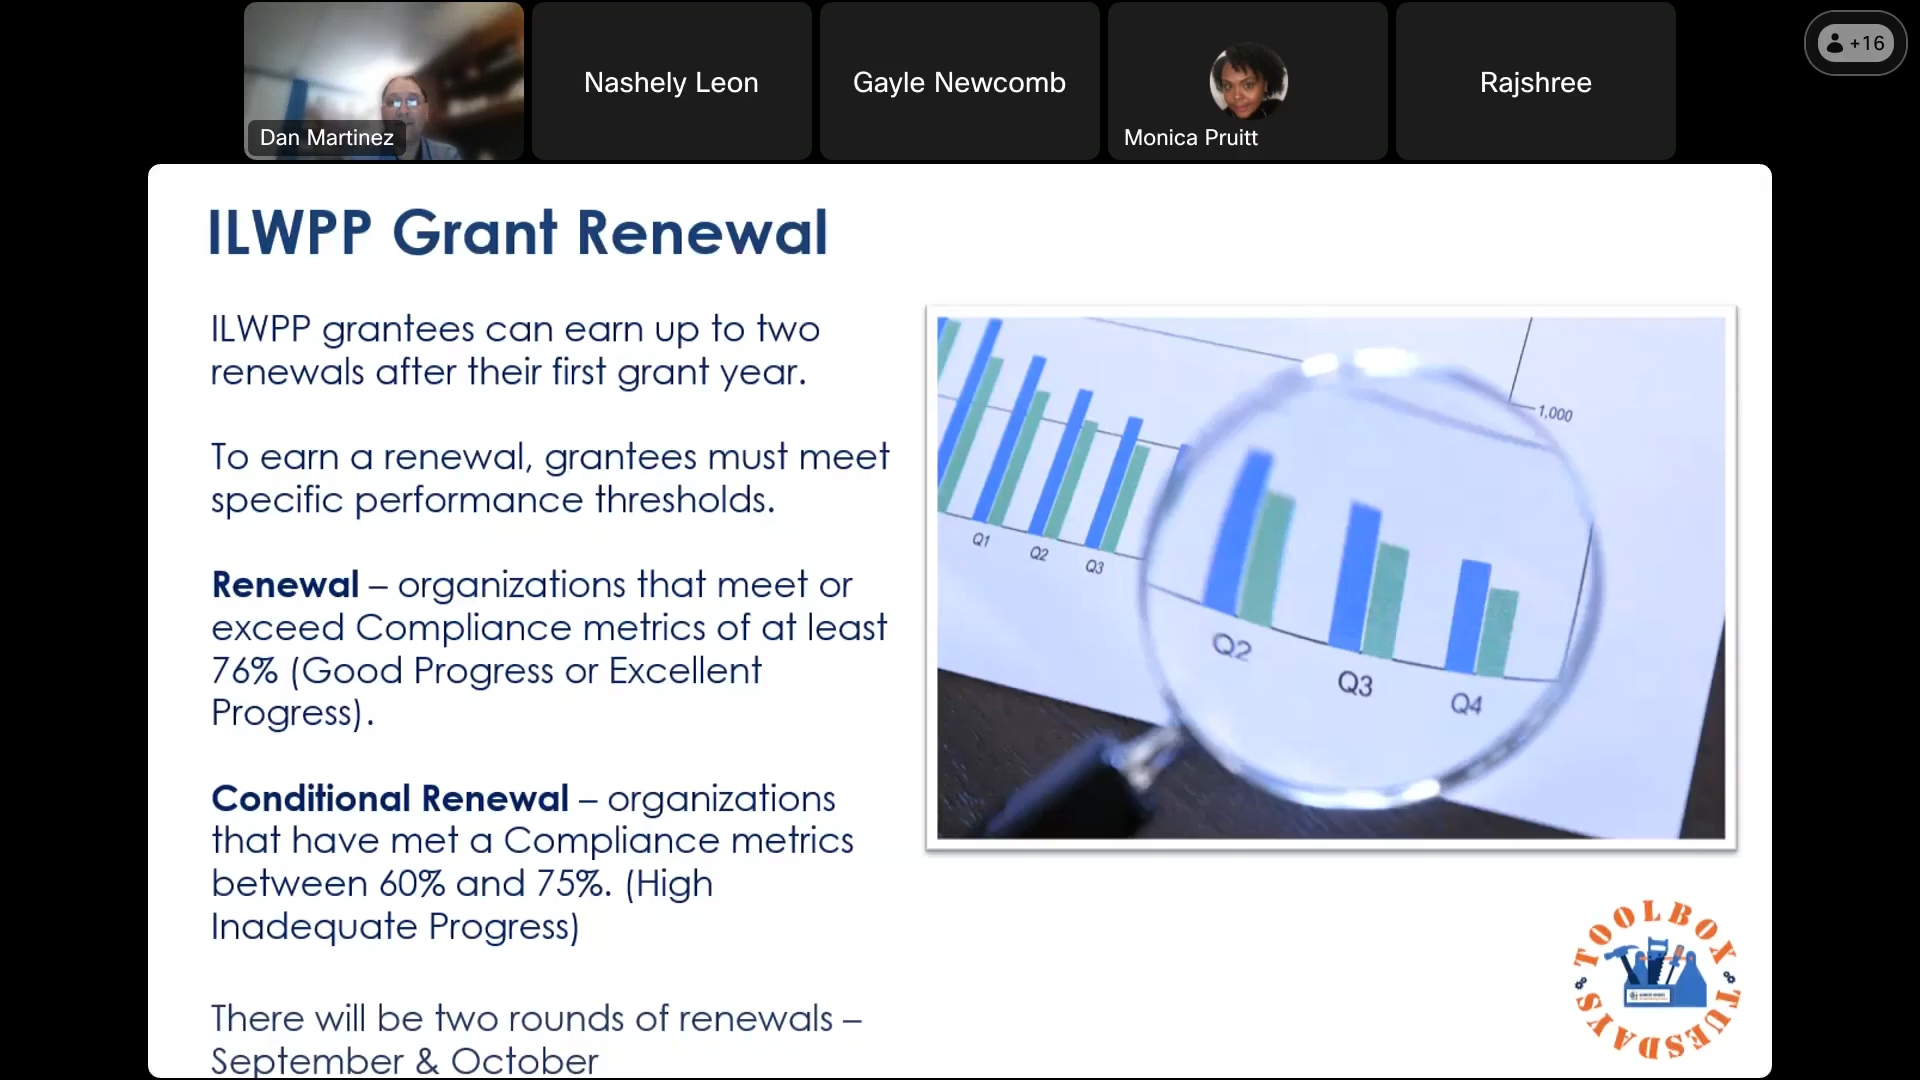 Dan Martinez
Nashely Leon
Gayle Newcomb
Monica Pruitt
Rajshree
+16
ILWPP Grant Renewal
ILWPP grantees can earn up to two
renewals after their first grant year.
To earn a renewal, grantees must meet
specific performance thresholds.
Renewal – organizations that meet or
exceed Compliance metrics of at least
76% (Good Progress or Excellent
Progress).
Conditional Renewal – organizations
that have met a Compliance metrics
between 60% and 75%. (High
Inadequate Progress)
There will be two rounds of renewals –
September & October
1,000
Q1
Q2
Q3
Q2
Q3
Q4
TOOLBOX
TUESDAYS